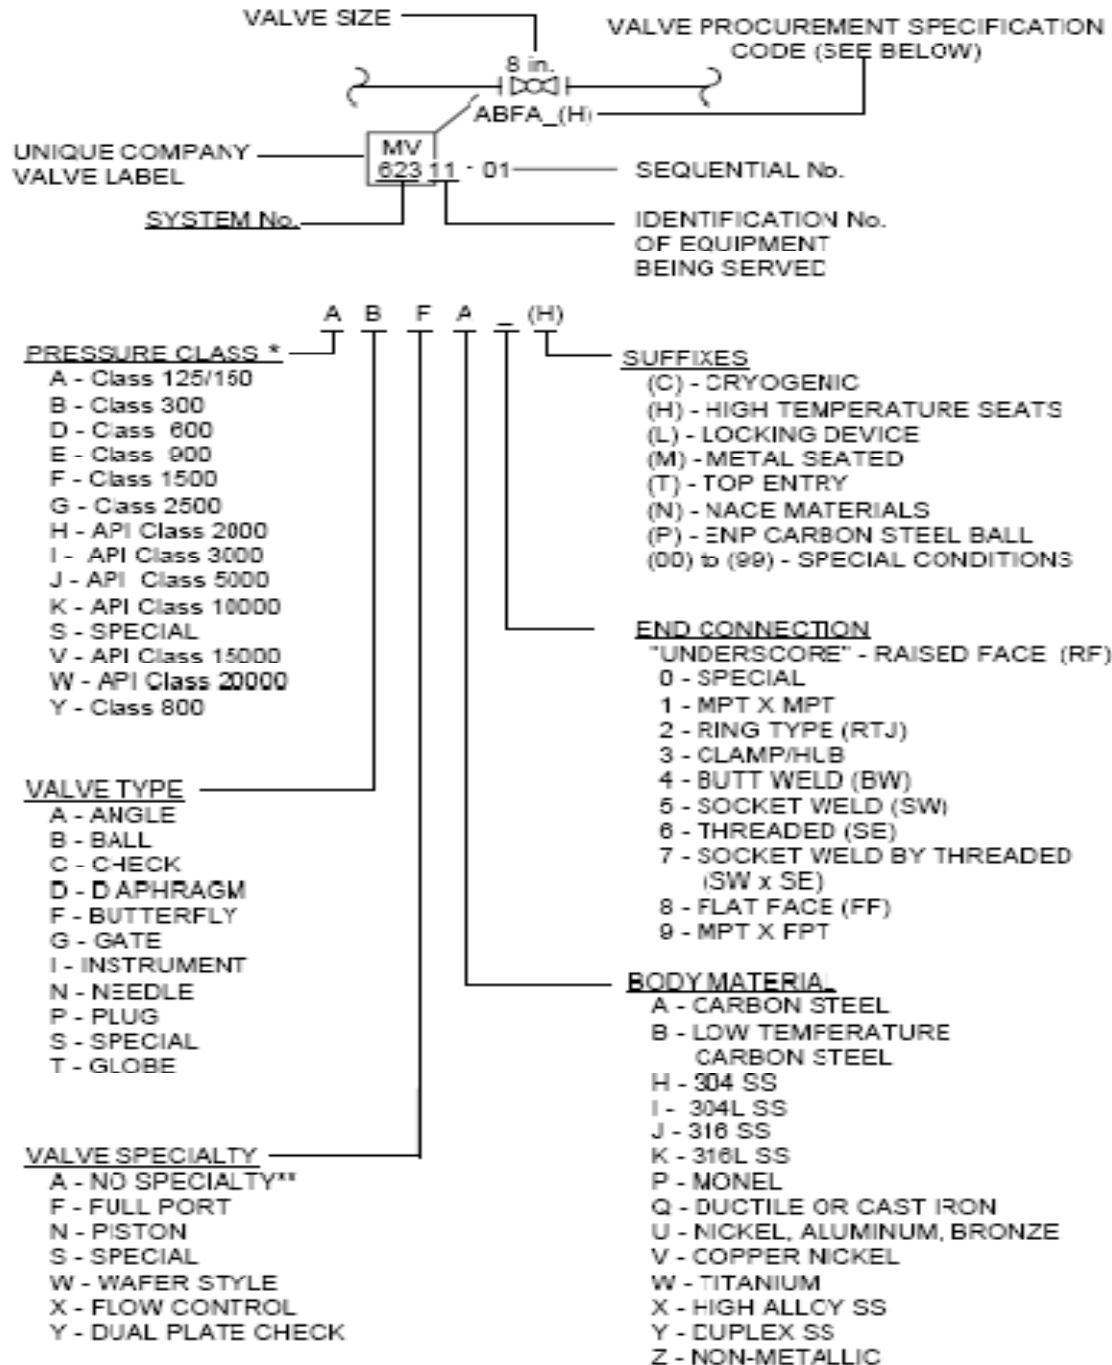 VALVE SIZE
VALVE PROCUREMENT SPECIFICATION
CODE (SEE BELOW)
8 in.
ABFA_(H)
UNIQUE COMPANY
VALVE LABEL
MV
623 11 - 01
SEQUENTIAL No.
SYSTEM No.
IDENTIFICATION No.
OF EQUIPMENT
BEING SERVED
A B F A _ (H)
PRESSURE CLASS *
A - Class 125/150
B - Class 300
D - Class 600
E - Class 900
F - Class 1500
G - Class 2500
H - API Class 2000
I - API Class 3000
J - API Class 5000
K - API Class 10000
S - SPECIAL
V - API Class 15000
W - API Class 20000
Y - Class 800
SUFFIXES
(C) - CRYOGENIC
(H) - HIGH TEMPERATURE SEATS
(L) - LOCKING DEVICE
(M) - METAL SEATED
(T) - TOP ENTRY
(N) - NACE MATERIALS
(P) - ENP CARBON STEEL BALL
(00) to (99) - SPECIAL CONDITIONS
END CONNECTION
"UNDERSCORE" - RAISED FACE (RF)
0 - SPECIAL
1 - MPT X MPT
2 - RING TYPE (RTJ)
3 - CLAMP/HUB
4 - BUTT WELD (BW)
5 - SOCKET WELD (SW)
6 - THREADED (SE)
7 - SOCKET WELD BY THREADED
(SW x SE)
8 - FLAT FACE (FF)
9 - MPT X FPT
VALVE TYPE
A - ANGLE
B - BALL
C - CHECK
D - DIAPHRAGM
F - BUTTERFLY
G - GATE
I - INSTRUMENT
N - NEEDLE
P - PLUG
S - SPECIAL
T - GLOBE
BODY MATERIAL
A - CARBON STEEL
B - LOW TEMPERATURE
CARBON STEEL
H - 304 SS
I - 304L SS
J - 316 SS
K - 316L SS
P - MONEL
Q - DUCTILE OR CAST IRON
U - NICKEL, ALUMINUM, BRONZE
V - COPPER NICKEL
W - TITANIUM
X - HIGH ALLOY SS
Y - DUPLEX SS
Z - NON-METALLIC
VALVE SPECIALTY
A - NO SPECIALTY**
F - FULL PORT
N - PISTON
S - SPECIAL
W - WAFER STYLE
X - FLOW CONTROL
Y - DUAL PLATE CHECK